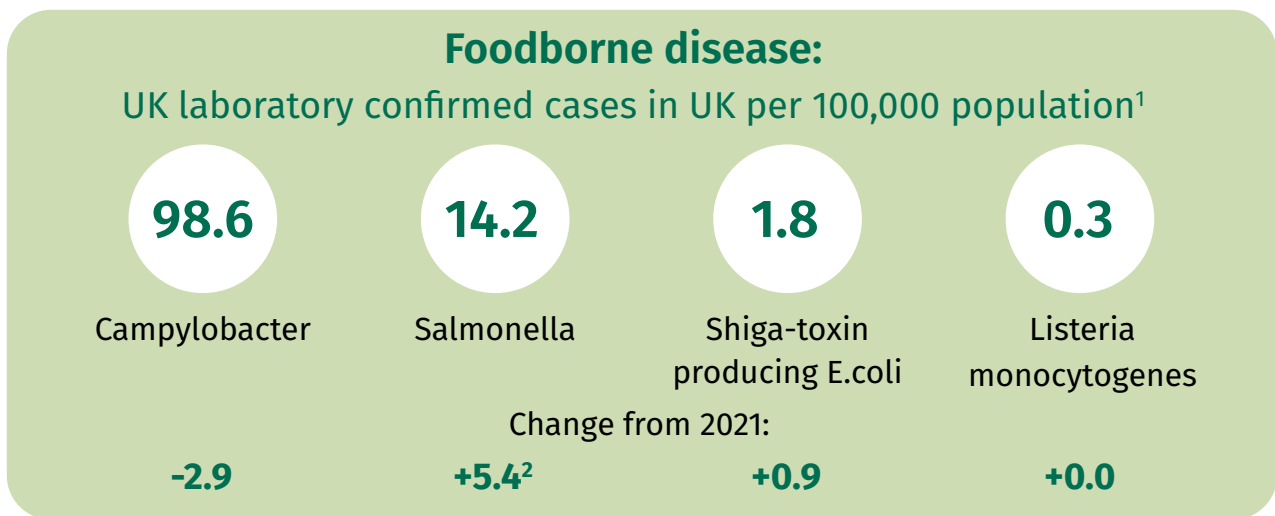 Foodborne disease:
UK laboratory confirmed cases in UK per 100,000 population¹
98.6
14.2
1.8
0.3
Campylobacter
Salmonella
Shiga-toxin
producing E.coli
Listeria
monocytogenes
Change from 2021:
-2.9
+5.4²
+0.9
+0.0